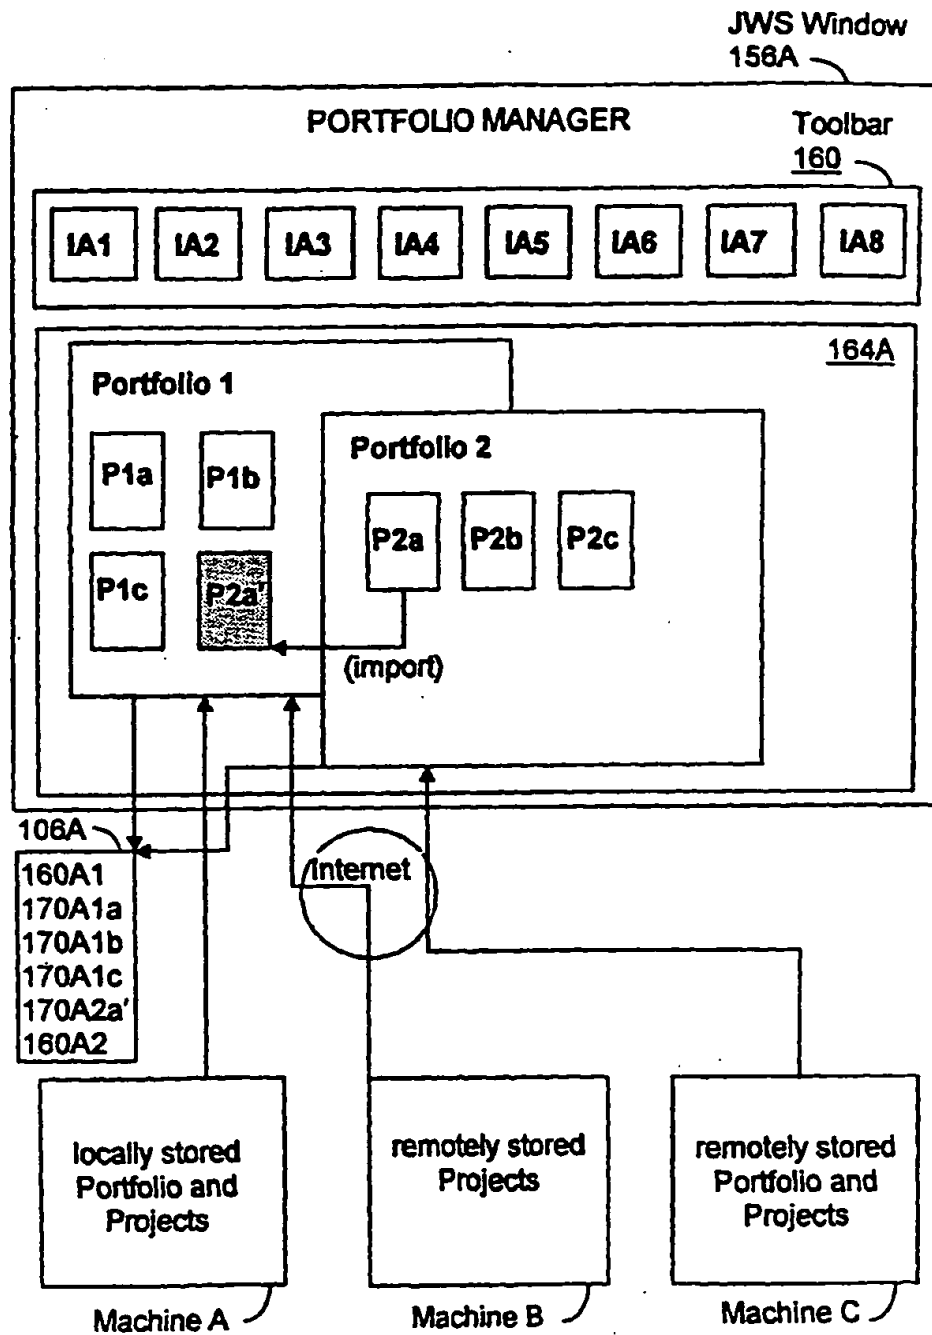 JWS Window
156A
PORTFOLIO MANAGER
Toolbar
160
IA1 IA2 IA3 IA4 IA5 IA6 IA7 IA8
164A
Portfolio 1
P1a P1b
P1c P2a'
Portfolio 2
P2a P2b P2c
(import)
106A
160A1
170A1a
170A1b
170A1c
170A2a'
160A2
Internet
locally stored
Portfolio and
Projects
Machine A
remotely stored
Projects
Machine B
remotely stored
Portfolio and
Projects
Machine C